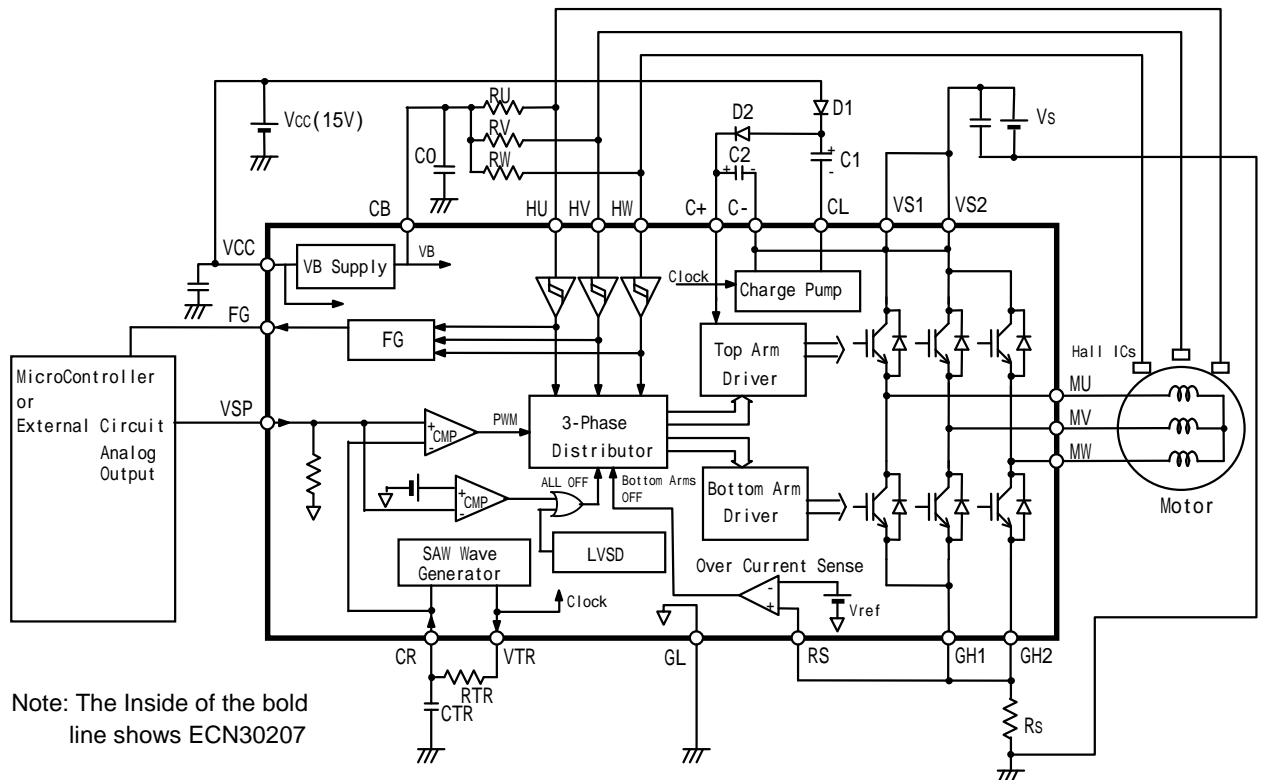 VCC(15V)
C0
RU
RV
RW
D2
D1
C2
+
-
+
-
C1
VS
CB
HU
HV
HW
C+
C-
CL
VS1
VS2
VCC
VB Supply
VB
Clock
Charge Pump
FG
FG
Top Arm
Driver
Hall ICs
MicroController
or
External Circuit
Analog
Output
VSP
+
-
CMP
PWM
3-Phase
Distributor
MU
MV
MW
Motor
+
-
CMP
ALL OFF
Bottom Arms
OFF
Bottom Arm
Driver
LVSD
SAW Wave
Generator
Clock
Over Current Sense
-
+
Vref
CR
VTR
GL
RS
GH1
GH2
RTR
CTR
RS
Note: The Inside of the bold
line shows ECN30207